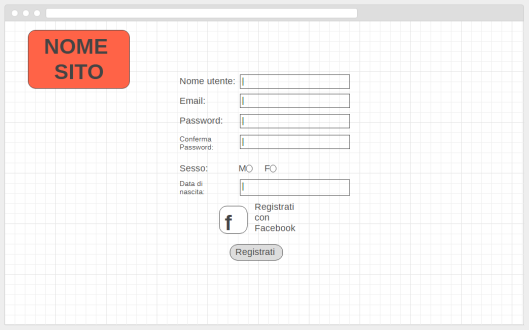 NOME
SITO
Nome utente:
Email:
Password:
Conferma
Password:
Sesso: M F
Data di
nascita:
f
Registrati
con
Facebook
Registrati